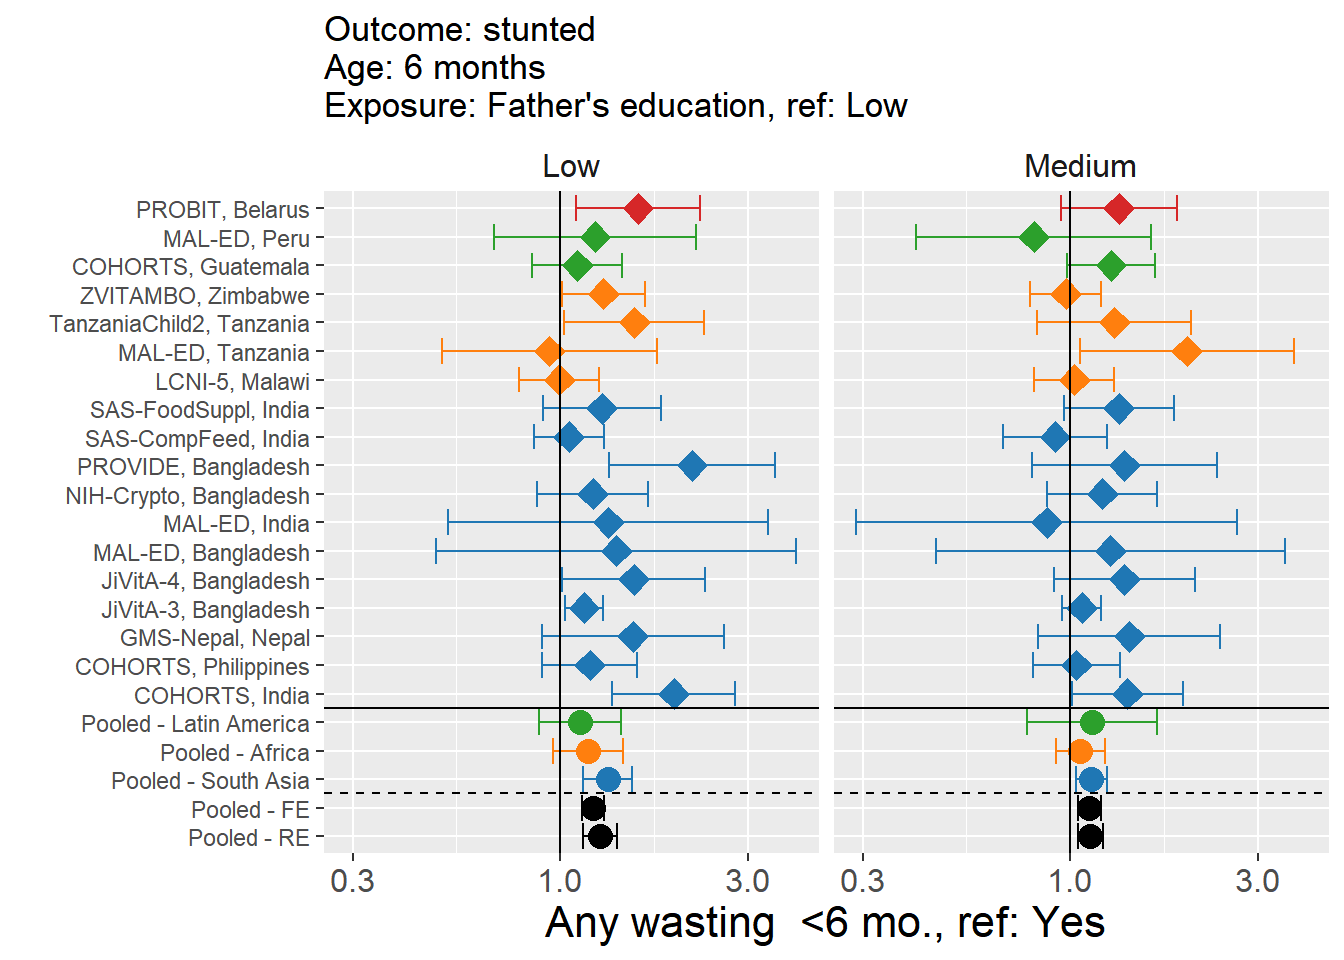 Outcome: stunted
Age: 6 months
Exposure: Father's education, ref: Low
Low
Medium
PROBIT, Belarus
MAL-ED, Peru
COHORTS, Guatemala
ZVITAMBO, Zimbabwe
TanzaniaChild2, Tanzania
MAL-ED, Tanzania
LCNI-5, Malawi
SAS-FoodSuppl, India
SAS-CompFeed, India
PROVIDE, Bangladesh
NIH-Crypto, Bangladesh
MAL-ED, India
MAL-ED, Bangladesh
JiVitA-4, Bangladesh
JiVitA-3, Bangladesh
GMS-Nepal, Nepal
COHORTS, Philippines
COHORTS, India
Pooled - Latin America
Pooled - Africa
Pooled - South Asia
Pooled - FE
Pooled - RE
0.3 1.0 3.0 0.3 1.0 3.0
Any wasting  <6 mo., ref: Yes